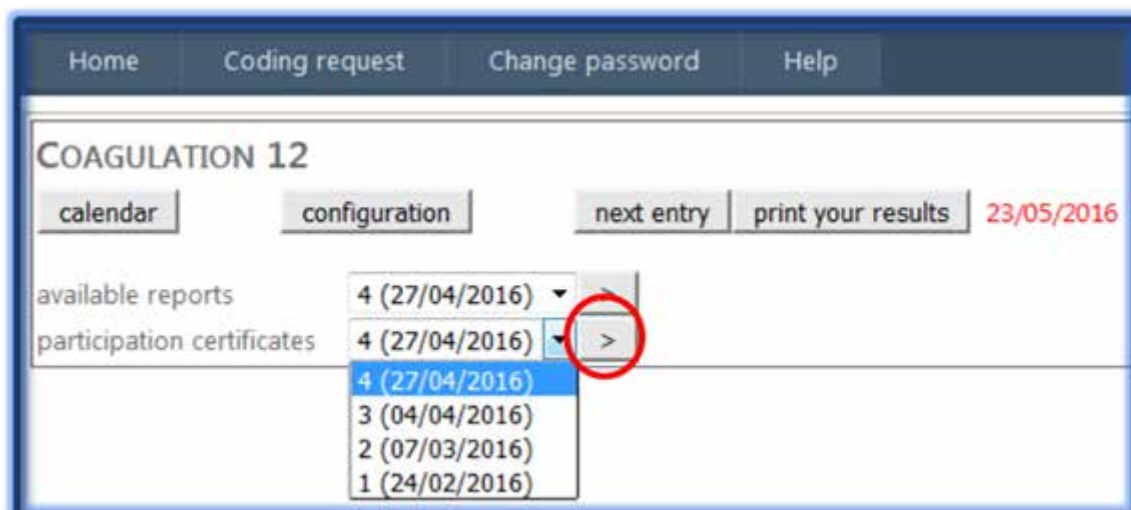 Home Coding request Change password Help
COAGULATION 12
calendar configuration next entry print your results 23/05/2016
available reports 4 (27/04/2016) >
participation certificates 4 (27/04/2016) >
4 (27/04/2016)
3 (04/04/2016)
2 (07/03/2016)
1 (24/02/2016)